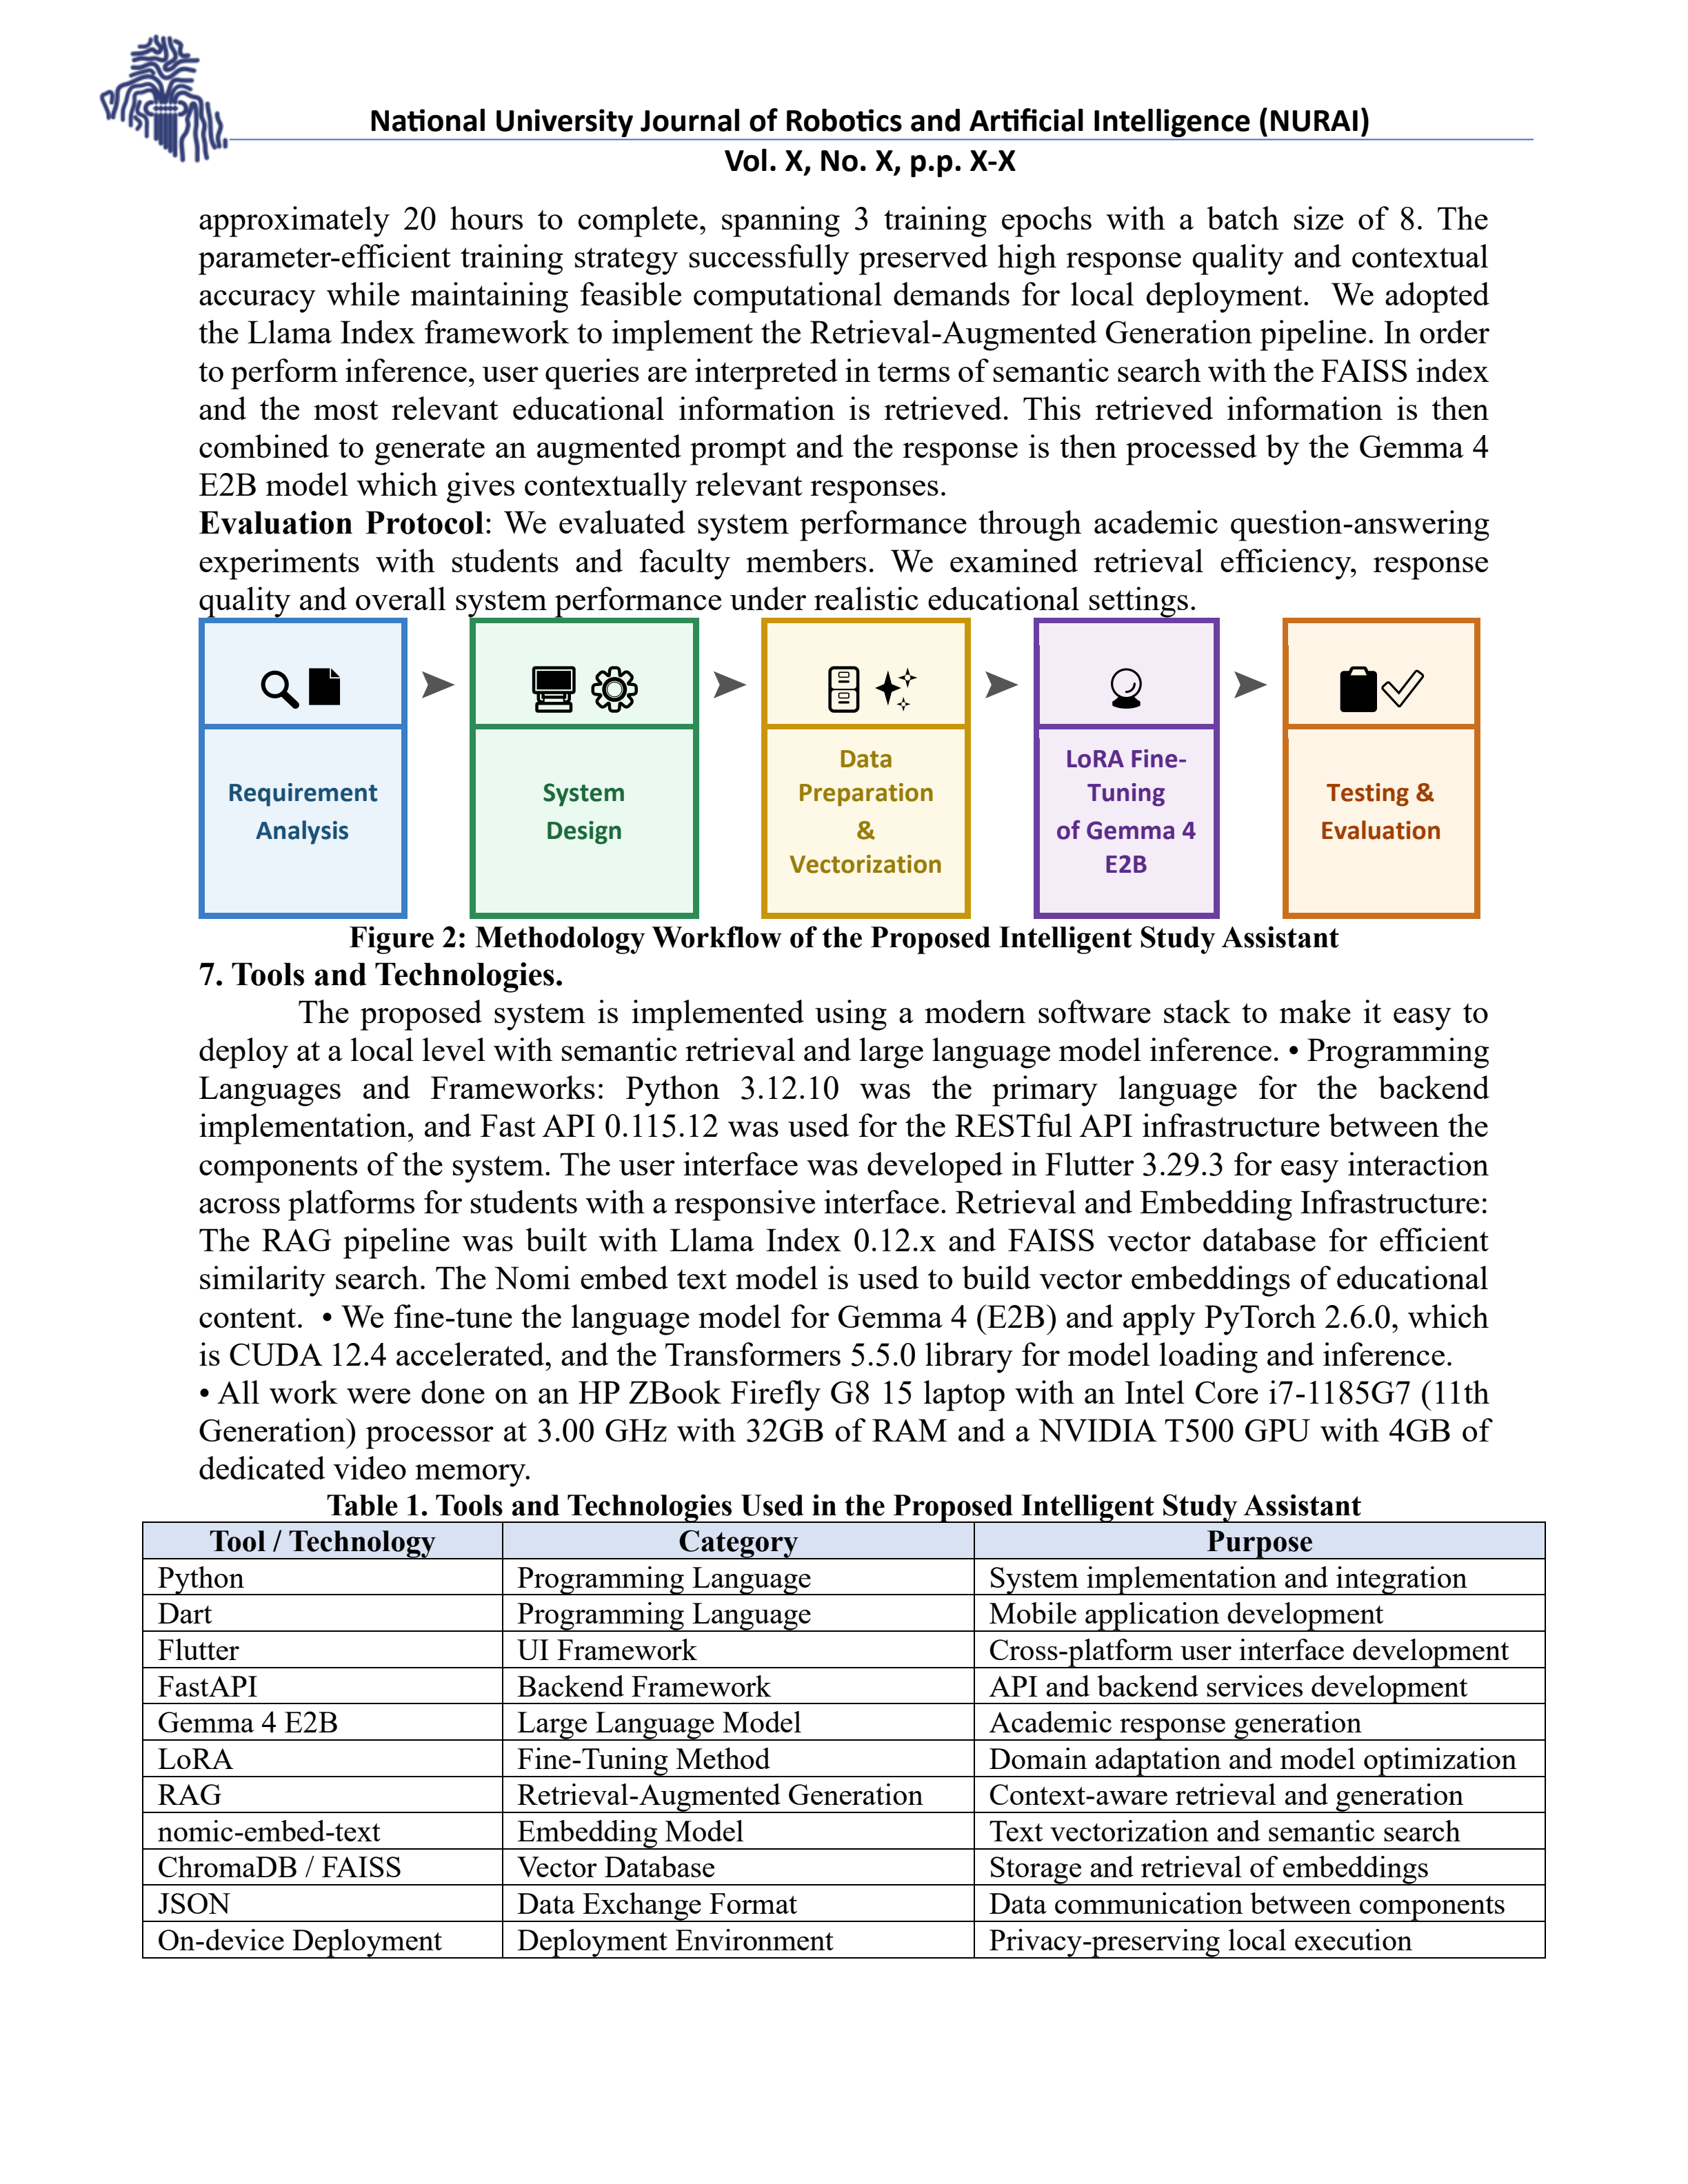 National University Journal of Robotics and Artificial Intelligence (NURAI)
Vol. X, No. X, p.p. X-X
approximately 20 hours to complete, spanning 3 training epochs with a batch size of 8. The
parameter-efficient training strategy successfully preserved high response quality and contextual
accuracy while maintaining feasible computational demands for local deployment. We adopted
the Llama Index framework to implement the Retrieval-Augmented Generation pipeline. In order
to perform inference, user queries are interpreted in terms of semantic search with the FAISS index
and the most relevant educational information is retrieved. This retrieved information is then
combined to generate an augmented prompt and the response is then processed by the Gemma 4
E2B model which gives contextually relevant responses.
Evaluation Protocol: We evaluated system performance through academic question-answering
experiments with students and faculty members. We examined retrieval efficiency, response
quality and overall system performance under realistic educational settings.
Requirement
Analysis
System
Design
Data
Preparation
&
Vectorization
LoRA Fine-
Tuning
of Gemma 4
E2B
Testing &
Evaluation
Figure 2: Methodology Workflow of the Proposed Intelligent Study Assistant
7. Tools and Technologies.
The proposed system is implemented using a modern software stack to make it easy to
deploy at a local level with semantic retrieval and large language model inference. • Programming
Languages and Frameworks: Python 3.12.10 was the primary language for the backend
implementation, and Fast API 0.115.12 was used for the RESTful API infrastructure between the
components of the system. The user interface was developed in Flutter 3.29.3 for easy interaction
across platforms for students with a responsive interface. Retrieval and Embedding Infrastructure:
The RAG pipeline was built with Llama Index 0.12.x and FAISS vector database for efficient
similarity search. The Nomi embed text model is used to build vector embeddings of educational
content. • We fine-tune the language model for Gemma 4 (E2B) and apply PyTorch 2.6.0, which
is CUDA 12.4 accelerated, and the Transformers 5.5.0 library for model loading and inference.
• All work were done on an HP ZBook Firefly G8 15 laptop with an Intel Core i7-1185G7 (11th
Generation) processor at 3.00 GHz with 32GB of RAM and a NVIDIA T500 GPU with 4GB of
dedicated video memory.
Table 1. Tools and Technologies Used in the Proposed Intelligent Study Assistant
Tool / Technology Category Purpose
Python Programming Language System implementation and integration
Dart Programming Language Mobile application development
Flutter UI Framework Cross-platform user interface development
FastAPI Backend Framework API and backend services development
Gemma 4 E2B Large Language Model Academic response generation
LoRA Fine-Tuning Method Domain adaptation and model optimization
RAG Retrieval-Augmented Generation Context-aware retrieval and generation
nomic-embed-text Embedding Model Text vectorization and semantic search
ChromaDB / FAISS Vector Database Storage and retrieval of embeddings
JSON Data Exchange Format Data communication between components
On-device Deployment Deployment Environment Privacy-preserving local execution